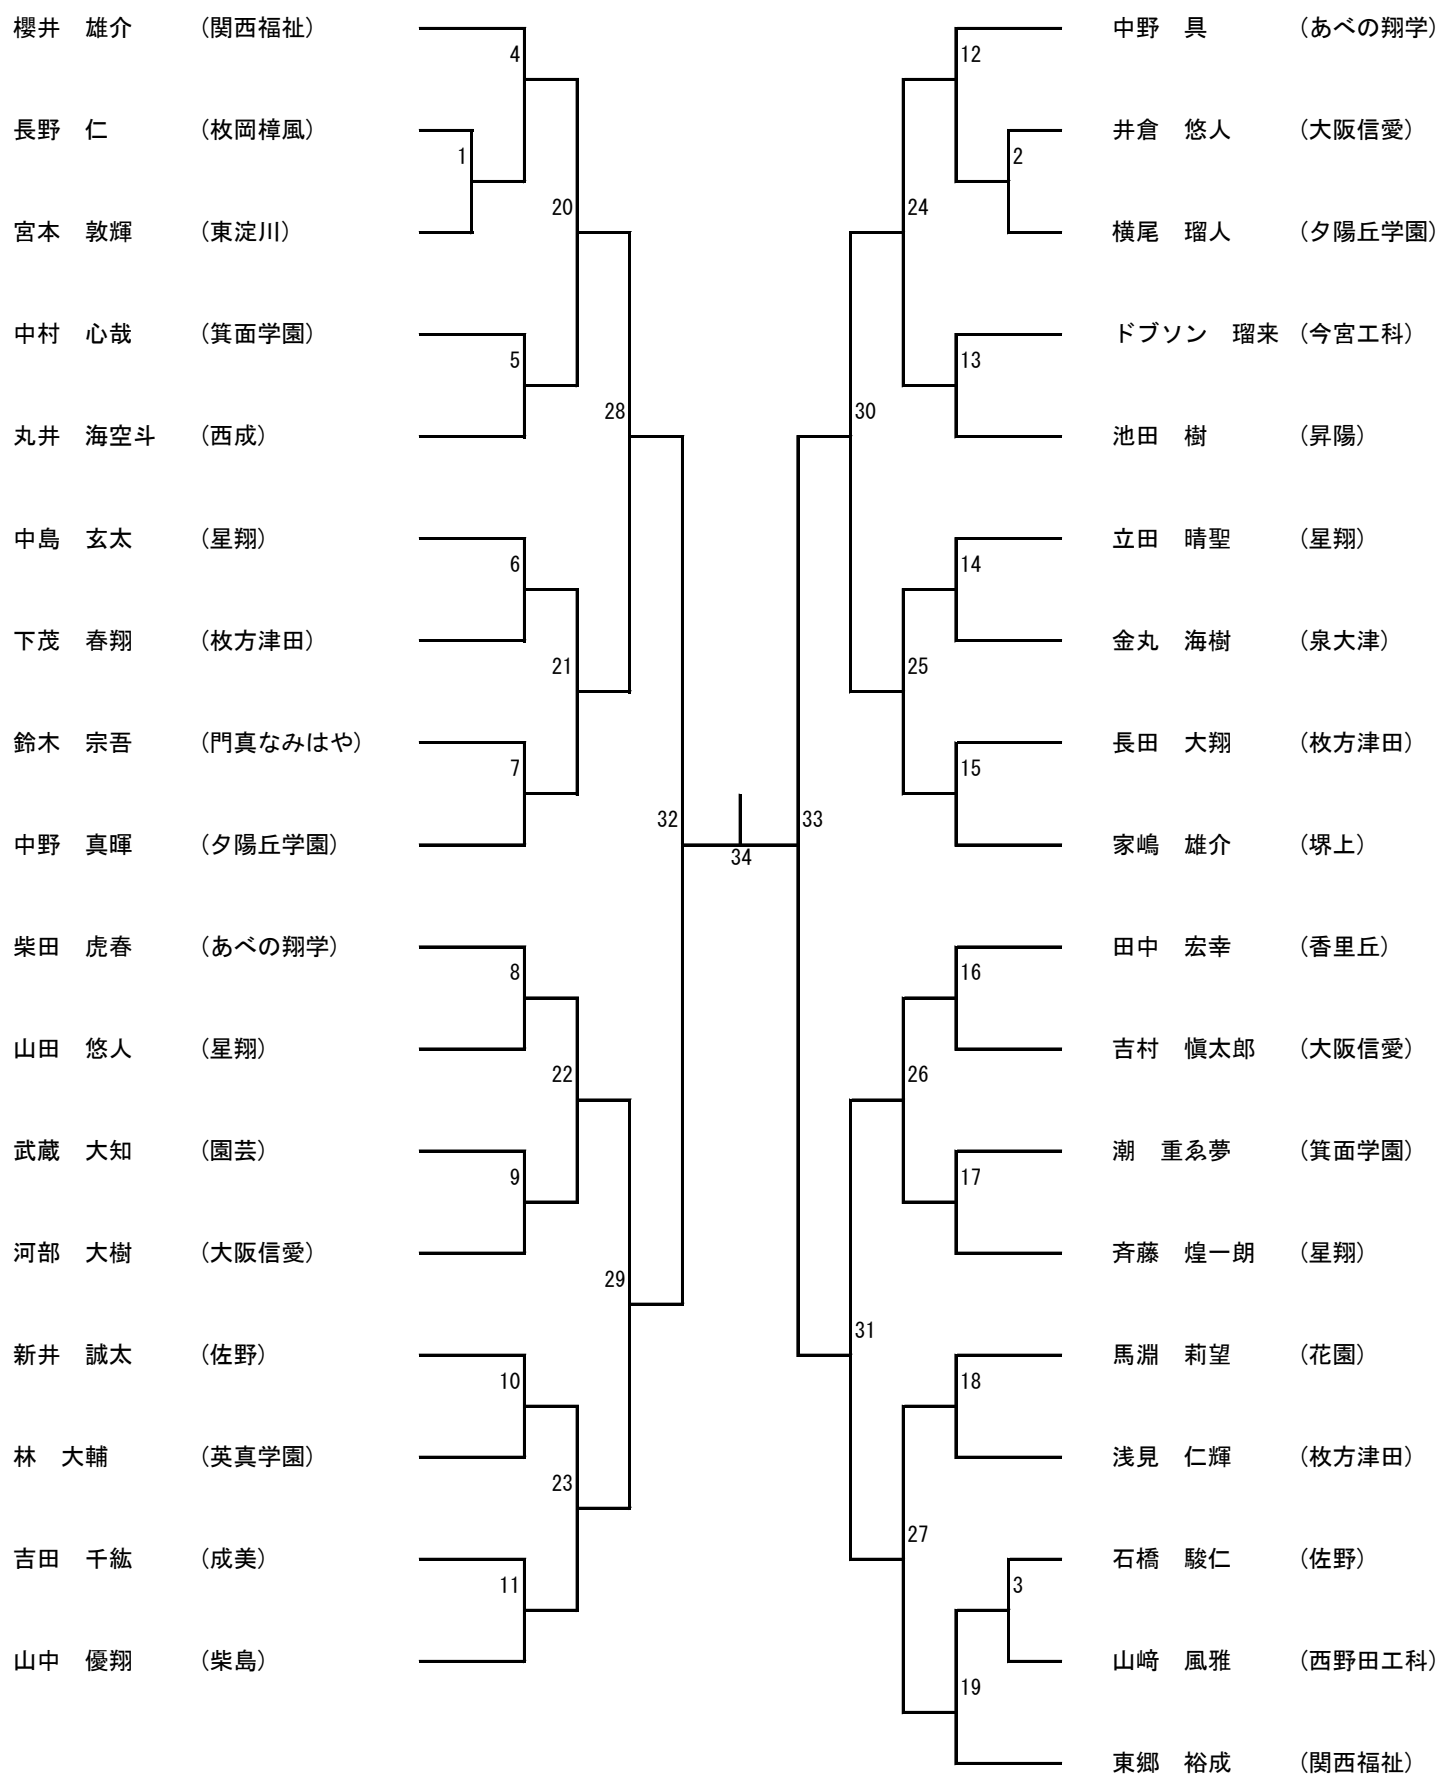 櫻井 雄介 (関西福祉)
4
長野 仁 (枚岡樟風)
1
宮本 敦輝 (東淀川)
20
中村 心哉 (箕面学園)
5
丸井 海空斗 (西成)
28
中島 玄太 (星翔)
6
下茂 春翔 (枚方津田)
21
鈴木 宗吾 (門真なみはや)
7
中野 真暉 (夕陽丘学園)
32
柴田 虎春 (あべの翔学)
8
山田 悠人 (星翔)
22
武蔵 大知 (園芸)
9
河部 大樹 (大阪信愛)
29
新井 誠太 (佐野)
10
林 大輔 (英真学園)
23
吉田 千紘 (成美)
11
山中 優翔 (柴島)
34
中野 具 (あべの翔学)
12
井倉 悠人 (大阪信愛)
2
横尾 瑠人 (夕陽丘学園)
24
ドブソン 瑠来 (今宮工科)
13
池田 樹 (昇陽)
30
立田 晴聖 (星翔)
14
金丸 海樹 (泉大津)
25
長田 大翔 (枚方津田)
15
家嶋 雄介 (堺上)
33
田中 宏幸 (香里丘)
16
吉村 愼太郎 (大阪信愛)
26
潮 重ゑ夢 (箕面学園)
17
斉藤 煌一朗 (星翔)
31
馬淵 莉望 (花園)
18
浅見 仁輝 (枚方津田)
27
石橋 駿仁 (佐野)
3
山﨑 風雅 (西野田工科)
19
東郷 裕成 (関西福祉)